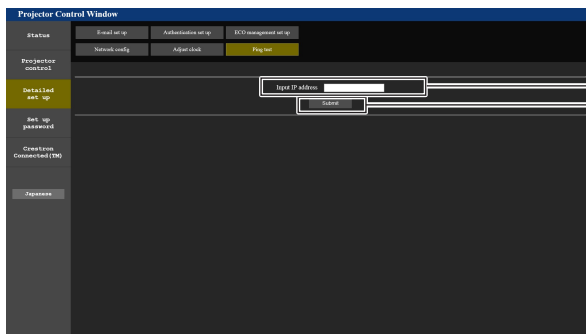 Projector Control Window
Status
E-mail set up
Authentication set up
ECO management set up
Network config
Adjust clock
Ping test
Projector
control
Input IP address
Detailed
set up
Submit
Set up
password
Crestron
Connected(TM)
Japanese